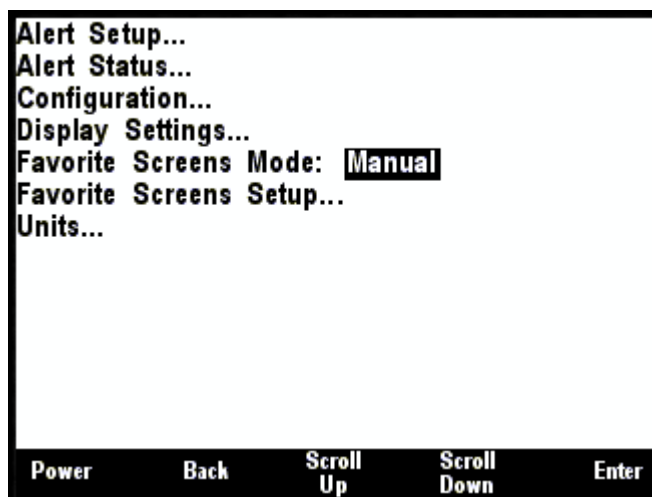 Alert Setup...
Alert Status...
Configuration...
Display Settings...
Favorite Screens Mode: Manual
Favorite Screens Setup...
Units...
Power Back Scroll Up Scroll Down Enter